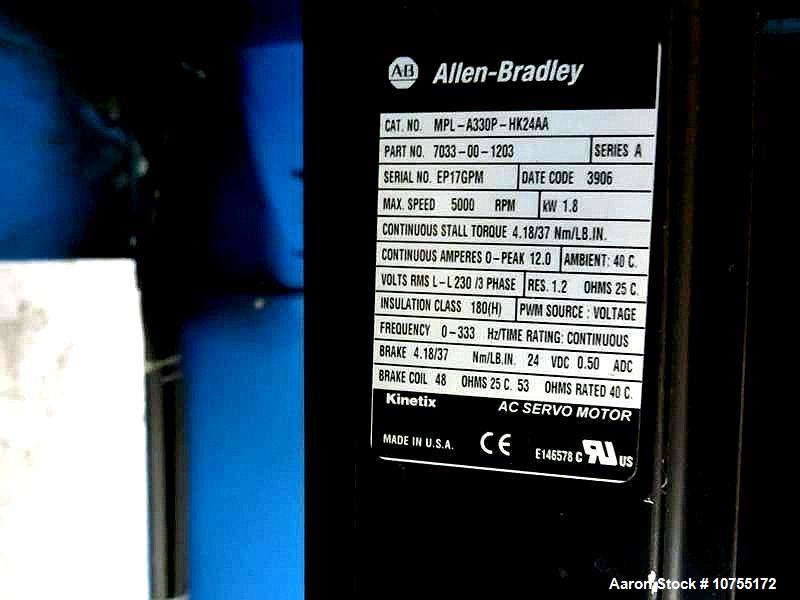 AB Allen-Bradley
CAT. NO. MPL-A330P-HK24AA
PART NO. 7033-00-1203 SERIES A
SERIAL NO. EP17GPM DATE CODE 3906
MAX. SPEED 5000 RPM kW 1.8
CONTINUOUS STALL TORQUE 4.18/37 Nm/LB.IN.
CONTINUOUS AMPERES 0-PEAK 12.0 AMBIENT: 40 C.
VOLTS RMS L-L 230 /3 PHASE RES. 1.2 OHMS 25 C.
INSULATION CLASS 180(H) PWM SOURCE : VOLTAGE
FREQUENCY 0-333 Hz/TIME RATING: CONTINUOUS
BRAKE 4.18/37 Nm/LB.IN. 24 VDC 0.50 ADC
BRAKE COIL 48 OHMS 25 C. 53 OHMS RATED 40 C.
Kinetix AC SERVO MOTOR
MADE IN U.S.A. CE E146578 C RU US
Aaron Stock # 10755172